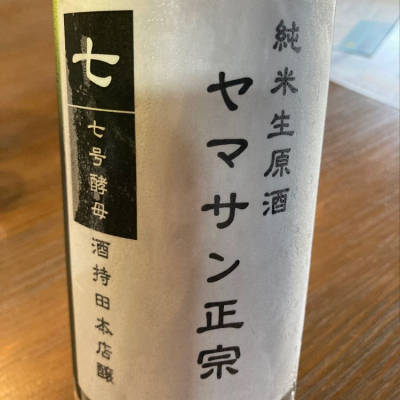 純米生原酒
ヤマサン正宗
七
七号酵母
酒持田本店醸